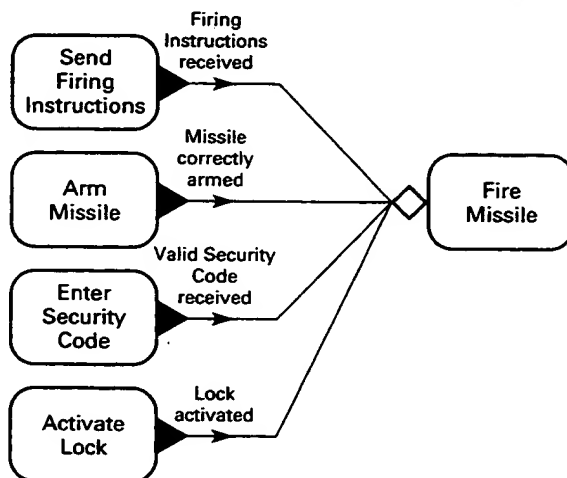 Firing
Instructions
received
Send
Firing
Instructions
Missile
correctly
armed
Arm
Missile
Fire
Missile
Valid Security
Code
received
Enter
Security
Code
Lock
activated
Activate
Lock